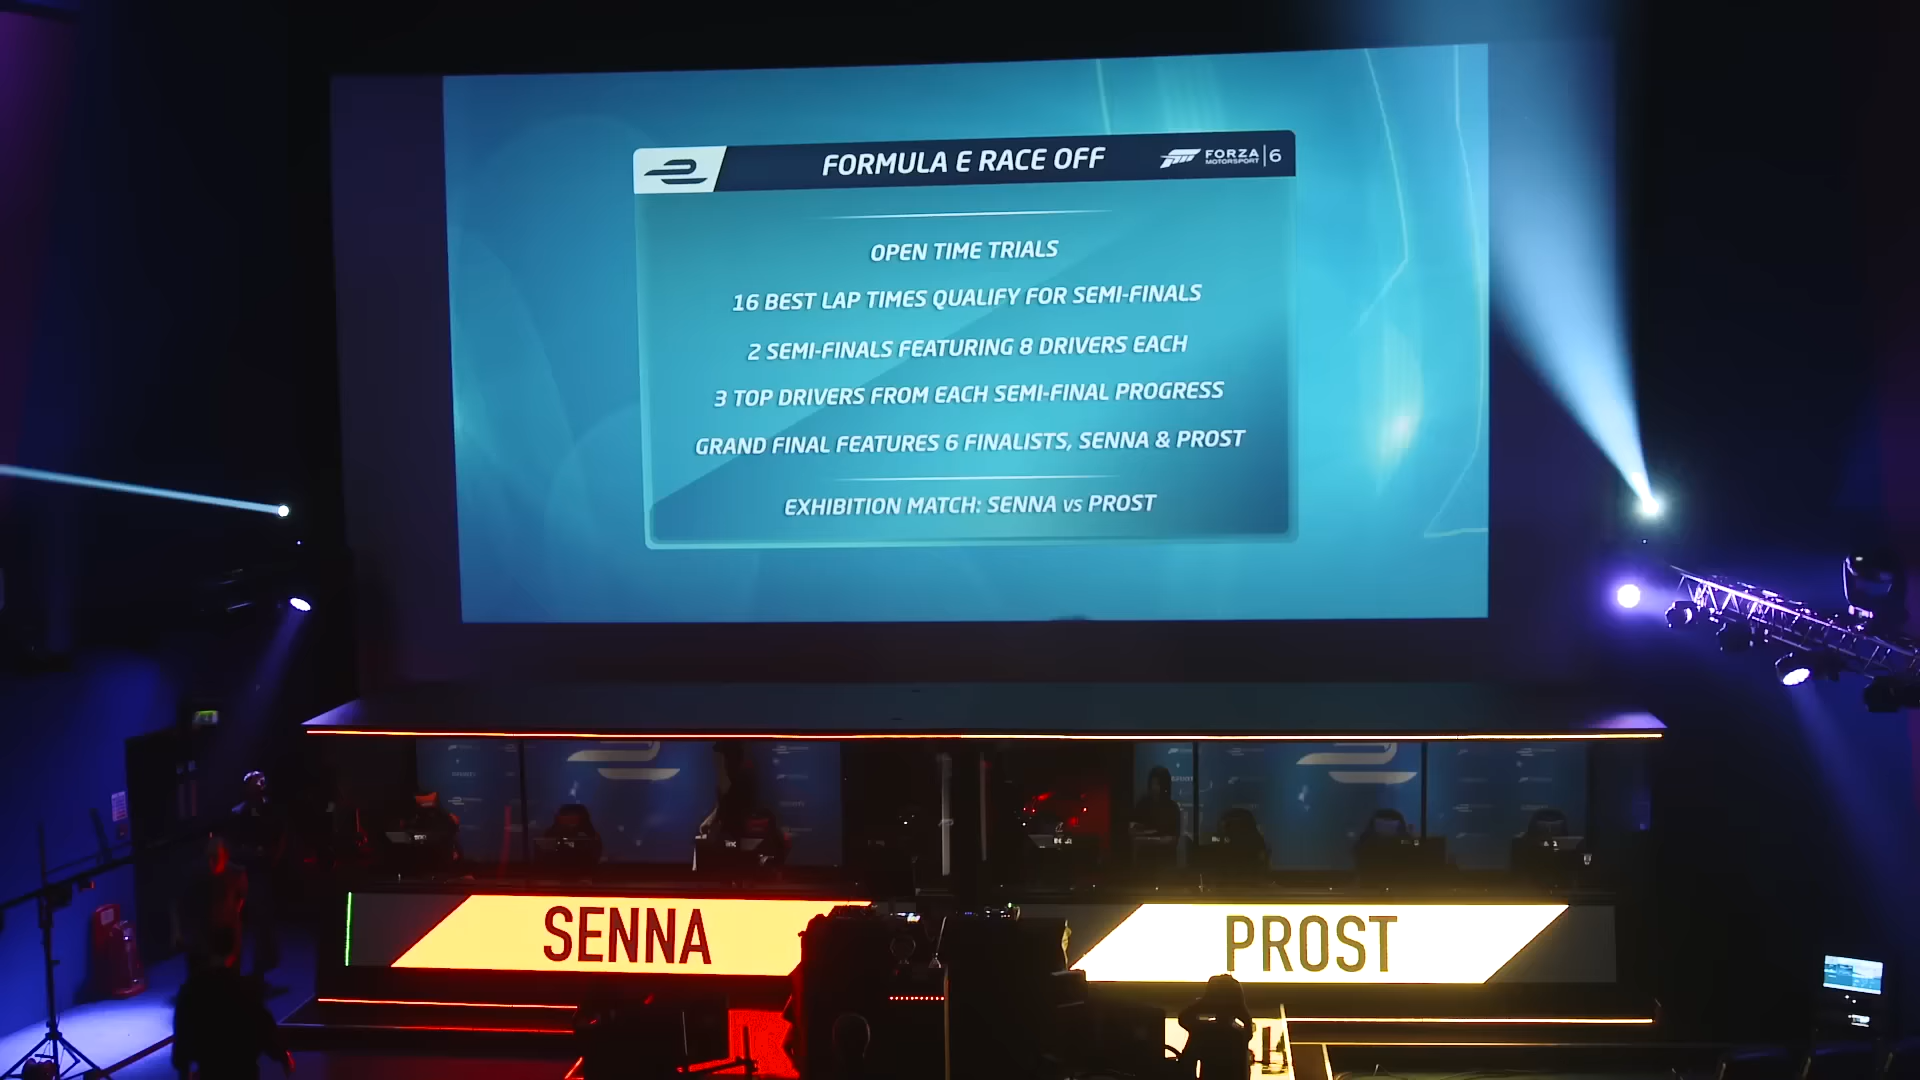 FORMULA E RACE OFF
FORZA MOTORSPORT 6
OPEN TIME TRIALS
16 BEST LAP TIMES QUALIFY FOR SEMI-FINALS
2 SEMI-FINALS FEATURING 8 DRIVERS EACH
3 TOP DRIVERS FROM EACH SEMI-FINAL PROGRESS
GRAND FINAL FEATURES 6 FINALISTS, SENNA & PROST
EXHIBITION MATCH: SENNA vs PROST
SENNA
PROST